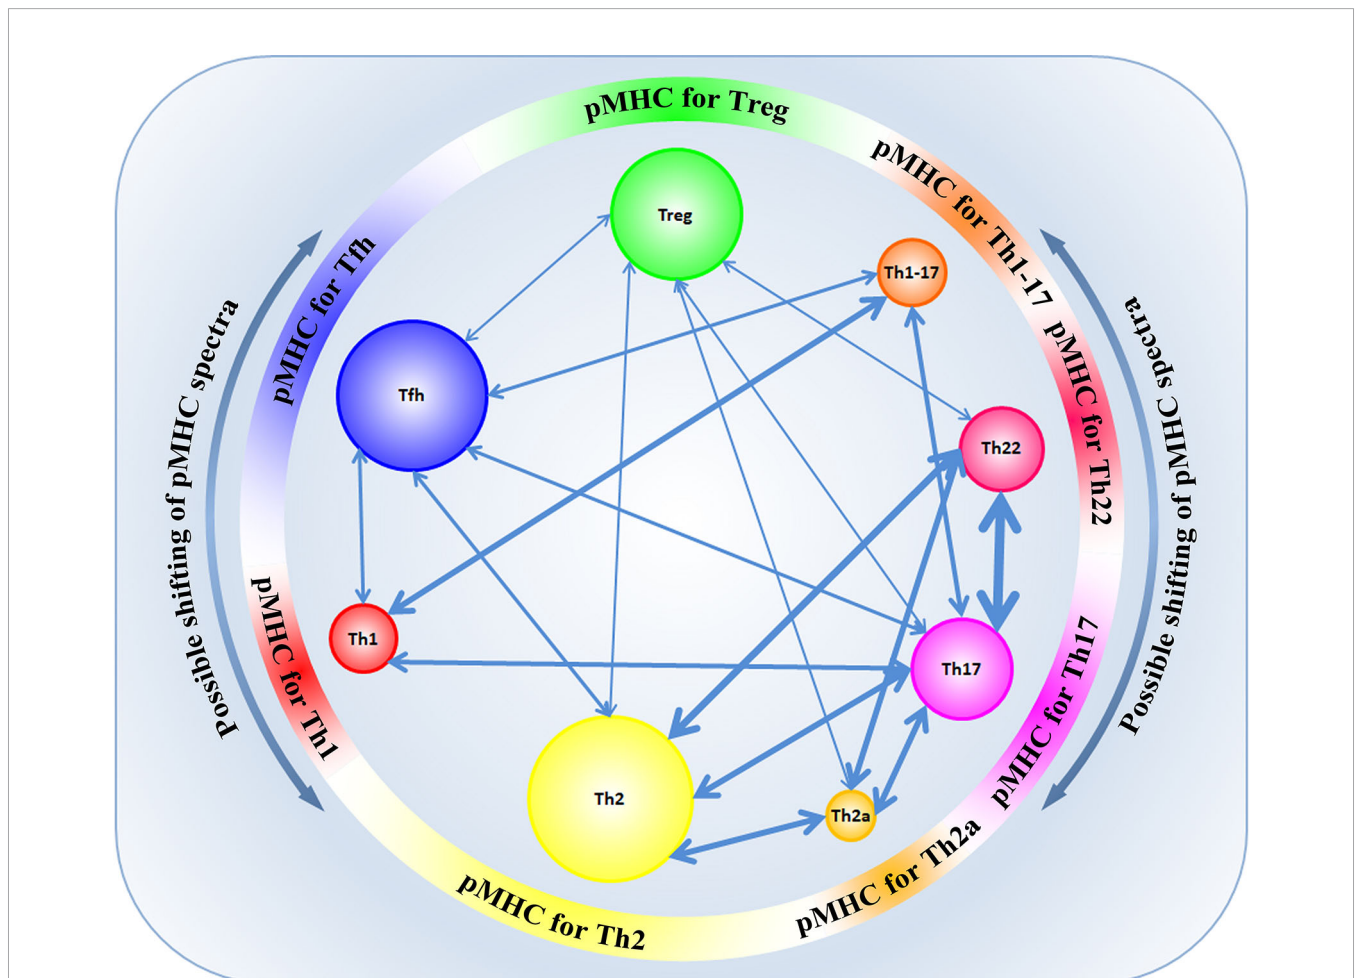 pMHC for Treg
pMHC for Th1-17
pMHC for Tfh
pMHC for Th22
Possible shifting of pMHC spectra
Possible shifting of pMHC spectra
Treg
Th1-17
Tfh
Th22
Th1
Th17
Th2
Th2a
pMHC for Th1
pMHC for Th17
pMHC for Th2a
pMHC for Th2